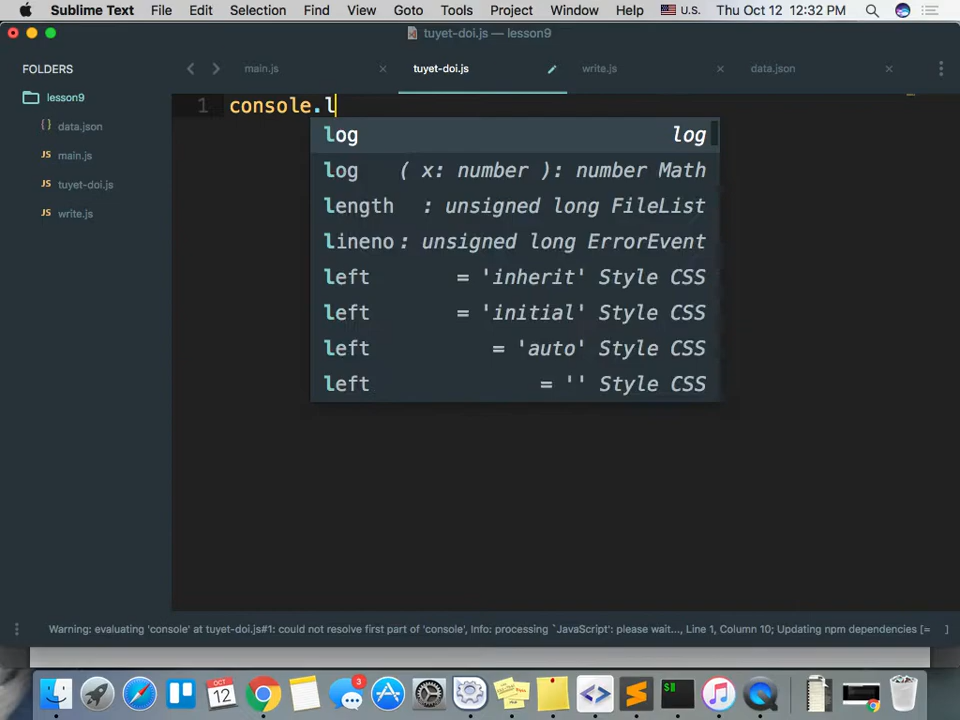 Sublime Text File Edit Selection Find View Goto Tools Project Window Help U.S. Thu Oct 12 12:32 PM
tuyet-doi.js — lesson9
FOLDERS
lesson9
{} data.json
JS main.js
JS tuyet-doi.js
JS write.js
main.js × tuyet-doi.js write.js × data.json ×
1 console.l
log log
log ( x: number ): number Math
length : unsigned long FileList
lineno : unsigned long ErrorEvent
left = 'inherit' Style CSS
left = 'initial' Style CSS
left = 'auto' Style CSS
left = '' Style CSS
Warning: evaluating 'console' at tuyet-doi.js#1: could not resolve first part of 'console', Info: processing `JavaScript': please wait..., Line 1, Column 10; Updating npm dependencies [= ]
12
3
$